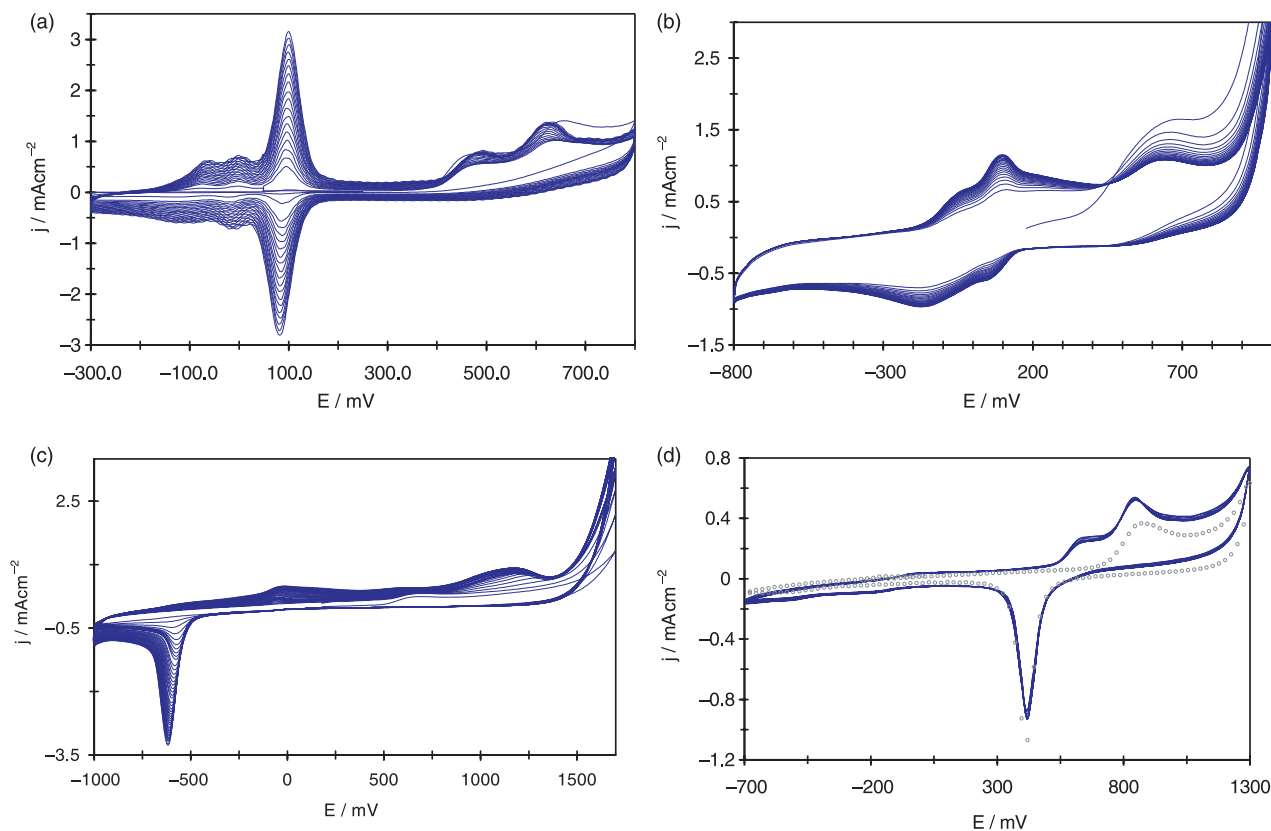 (a)
3
2
1
0
−1
−2
−3
j / mAcm−2
−300.0 −100.0 100.0 300.0 500.0 700.0
E / mV
(b)
2.5
1.5
0.5
−0.5
−1.5
j / mAcm−2
−800 −300 200 700
E / mV
(c)
2.5
−0.5
−3.5
j / mAcm−2
−1000 −500 0 500 1000 1500
E / mV
(d)
0.8
0.4
0
−0.4
−0.8
−1.2
j / mAcm−2
−700 −200 300 800 1300
E / mV